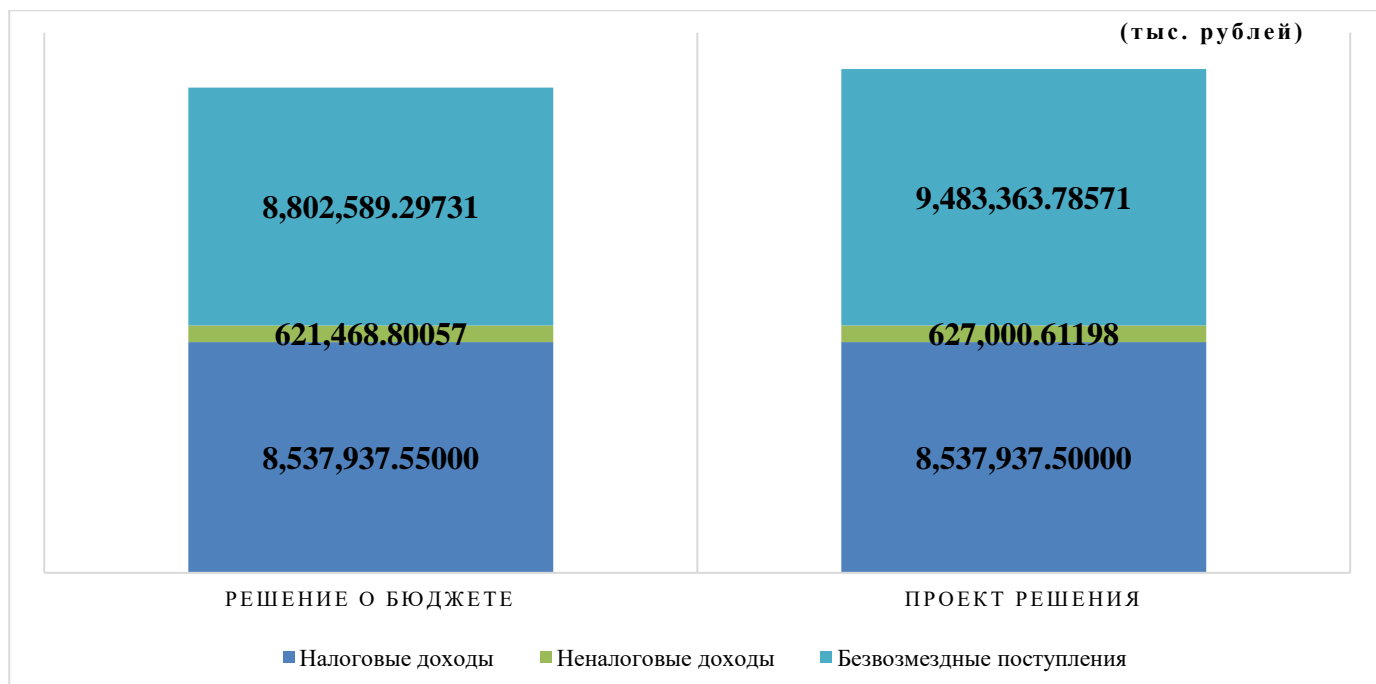 (тыс. рублей)
8,802,589.29731
9,483,363.78571
621,468.80057
627,000.61198
8,537,937.55000
8,537,937.50000
РЕШЕНИЕ О БЮДЖЕТЕ
ПРОЕКТ РЕШЕНИЯ
Налоговые доходы Неналоговые доходы Безвозмездные поступления